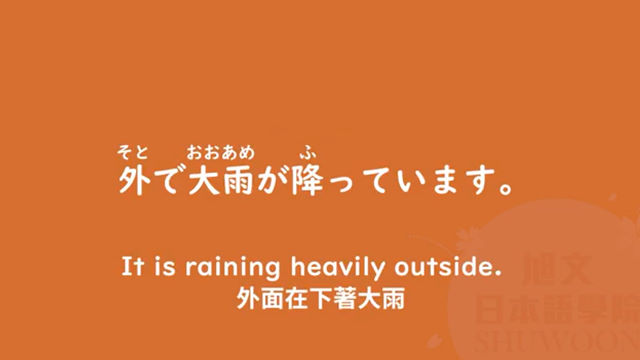 そと おおあめ ふ
外で大雨が降っています。
It is raining heavily outside.
外面在下著大雨
旭文
日本語學院
SHUWOON